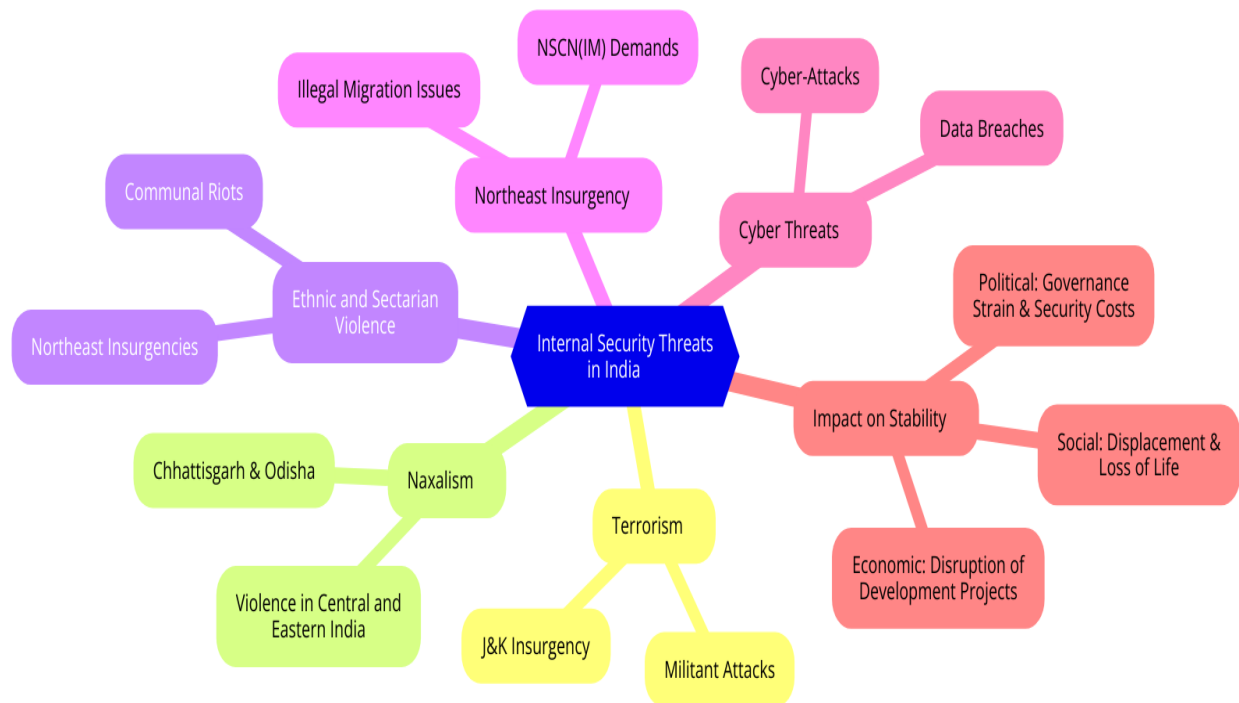 NSCN(IM) Demands
Illegal Migration Issues
Northeast Insurgency
Cyber-Attacks
Data Breaches
Cyber Threats
Communal Riots
Ethnic and Sectarian
Violence
Northeast Insurgencies
Internal Security Threats
in India
Political: Governance
Strain & Security Costs
Impact on Stability
Social: Displacement &
Loss of Life
Economic: Disruption of
Development Projects
Chhattisgarh & Odisha
Naxalism
Violence in Central and
Eastern India
Terrorism
J&K Insurgency
Militant Attacks